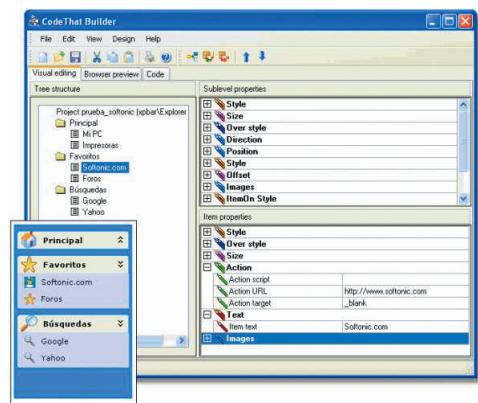 CodeThat Builder
File Edit View Design Help
Visual editing Browser preview Code
Tree structure
Project prueba_softonic (xpbar\Explorer
Principal
Mi PC
Impresoras
Favoritos
Softonic.com
Foros
Búsquedas
Google
Yahoo
Sublevel properties
Style
Size
Over style
Direction
Position
Style
Offset
Images
ItemOn Style
Item properties
Style
Over style
Size
Action
Action script
Action URL http://www.softonic.com
Action target _blank
Text
Item text Softonic.com
Images
Principal
Favoritos
Softonic.com
Foros
Búsquedas
Google
Yahoo